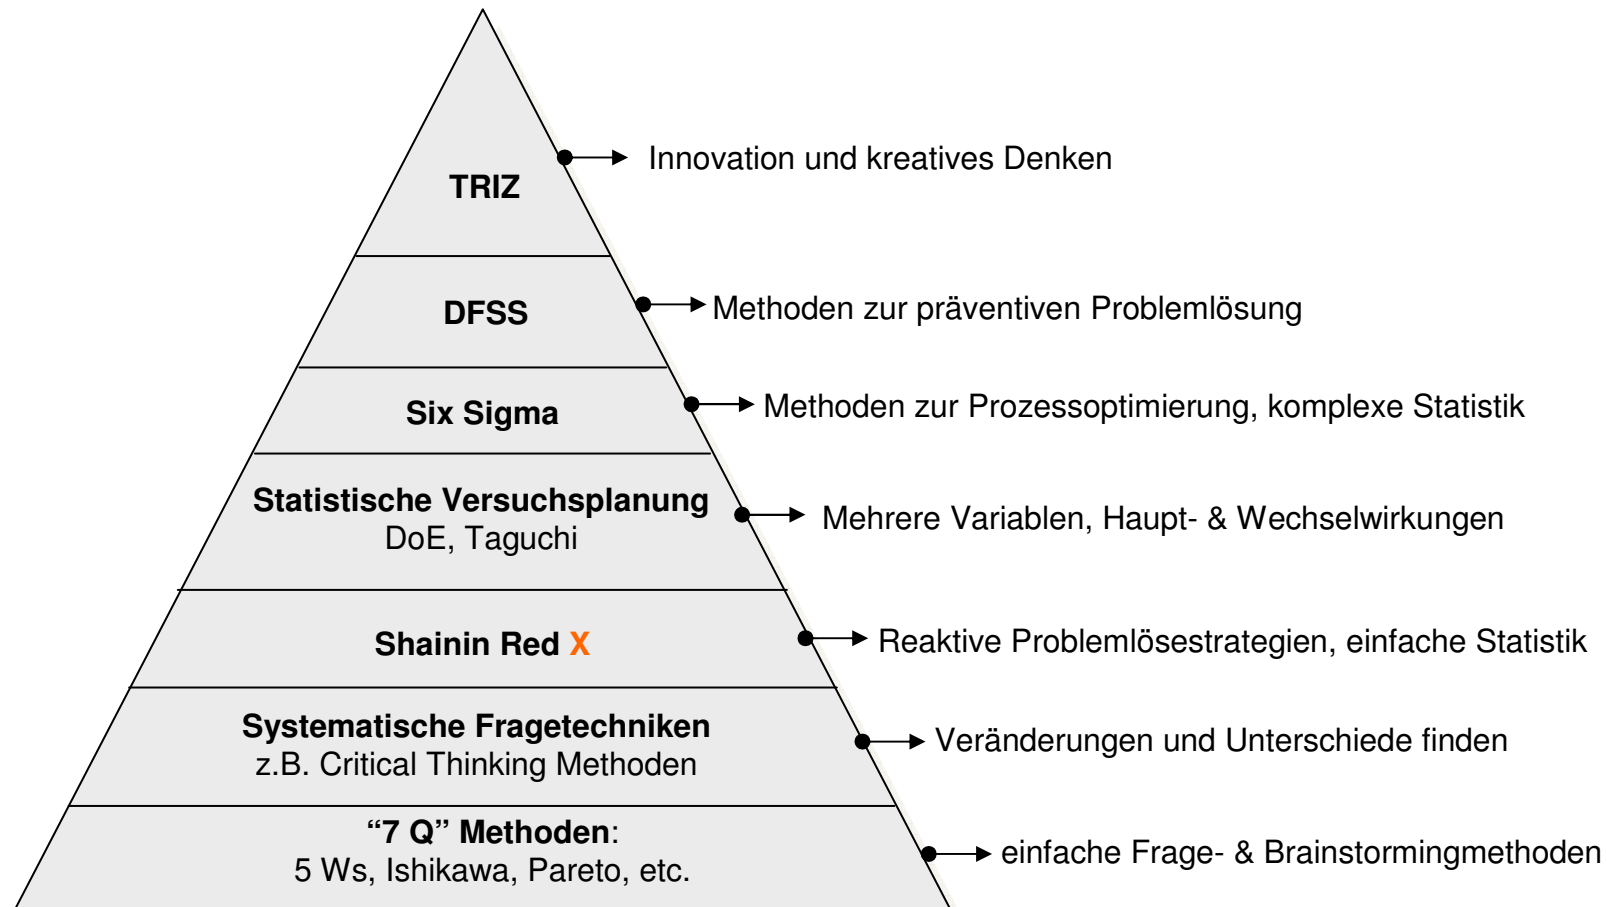 TRIZ
Innovation und kreatives Denken
DFSS
Methoden zur präventiven Problemlösung
Six Sigma
Methoden zur Prozessoptimierung, komplexe Statistik
Statistische Versuchsplanung
DoE, Taguchi
Mehrere Variablen, Haupt- & Wechselwirkungen
Shainin Red X
Reaktive Problemlösestrategien, einfache Statistik
Systematische Fragetechniken
z.B. Critical Thinking Methoden
Veränderungen und Unterschiede finden
“7 Q” Methoden:
5 Ws, Ishikawa, Pareto, etc.
einfache Frage- & Brainstormingmethoden